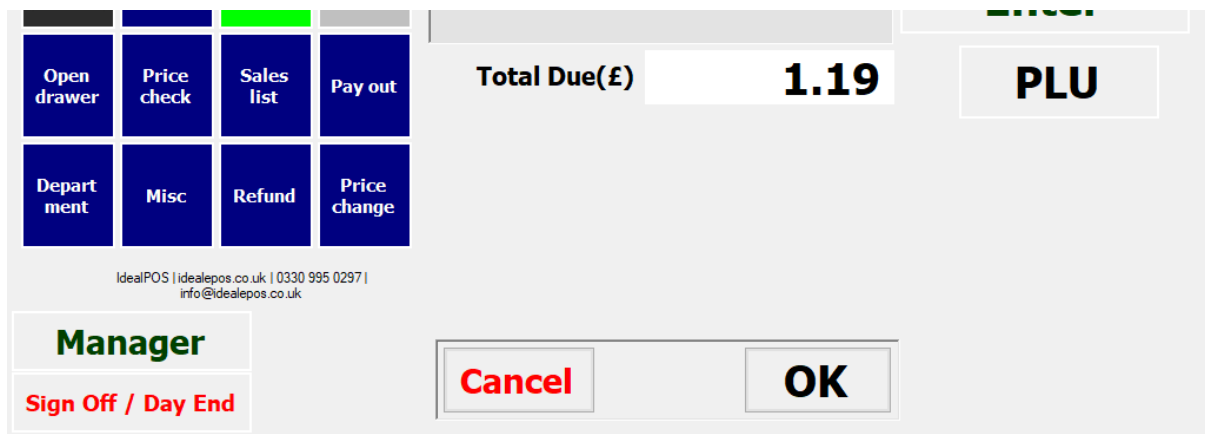 Enter
Open
drawer
Price
check
Sales
list
Pay out
Total Due(£)
1.19
PLU
Depart
ment
Misc
Refund
Price
change
IdealPOS | idealepos.co.uk | 0330 995 0297 |
info@idealepos.co.uk
Manager
Sign Off / Day End
Cancel
OK